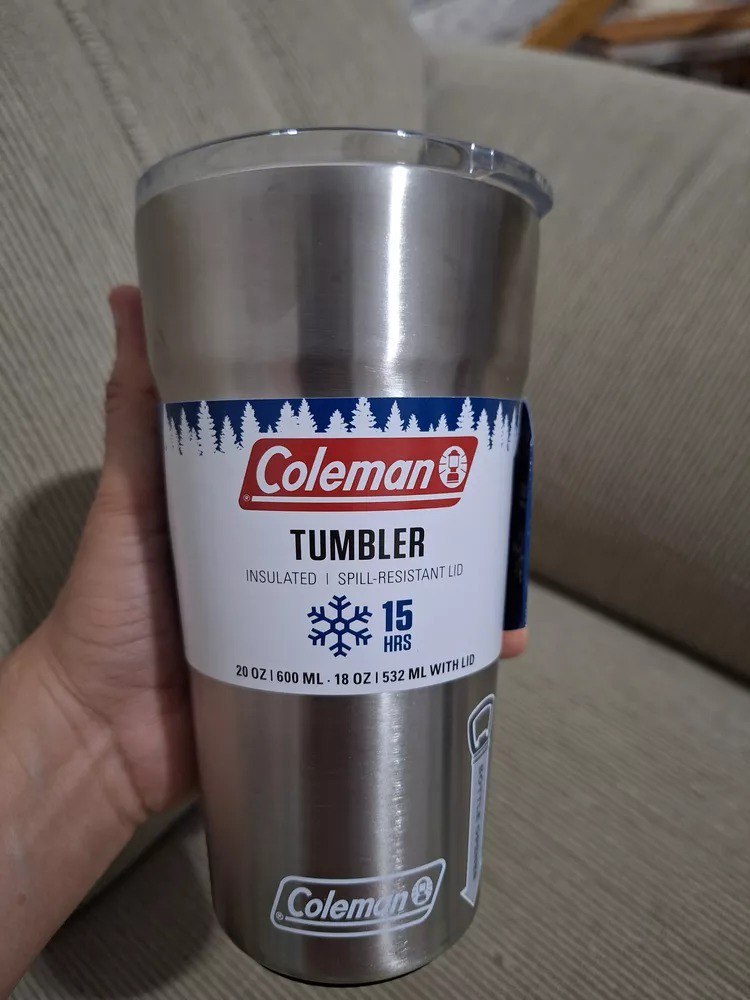 Coleman
TUMBLER
INSULATED | SPILL-RESISTANT LID
15
HRS
20 OZ | 600 ML - 18 OZ | 532 ML WITH LID
BOTTLE
Coleman